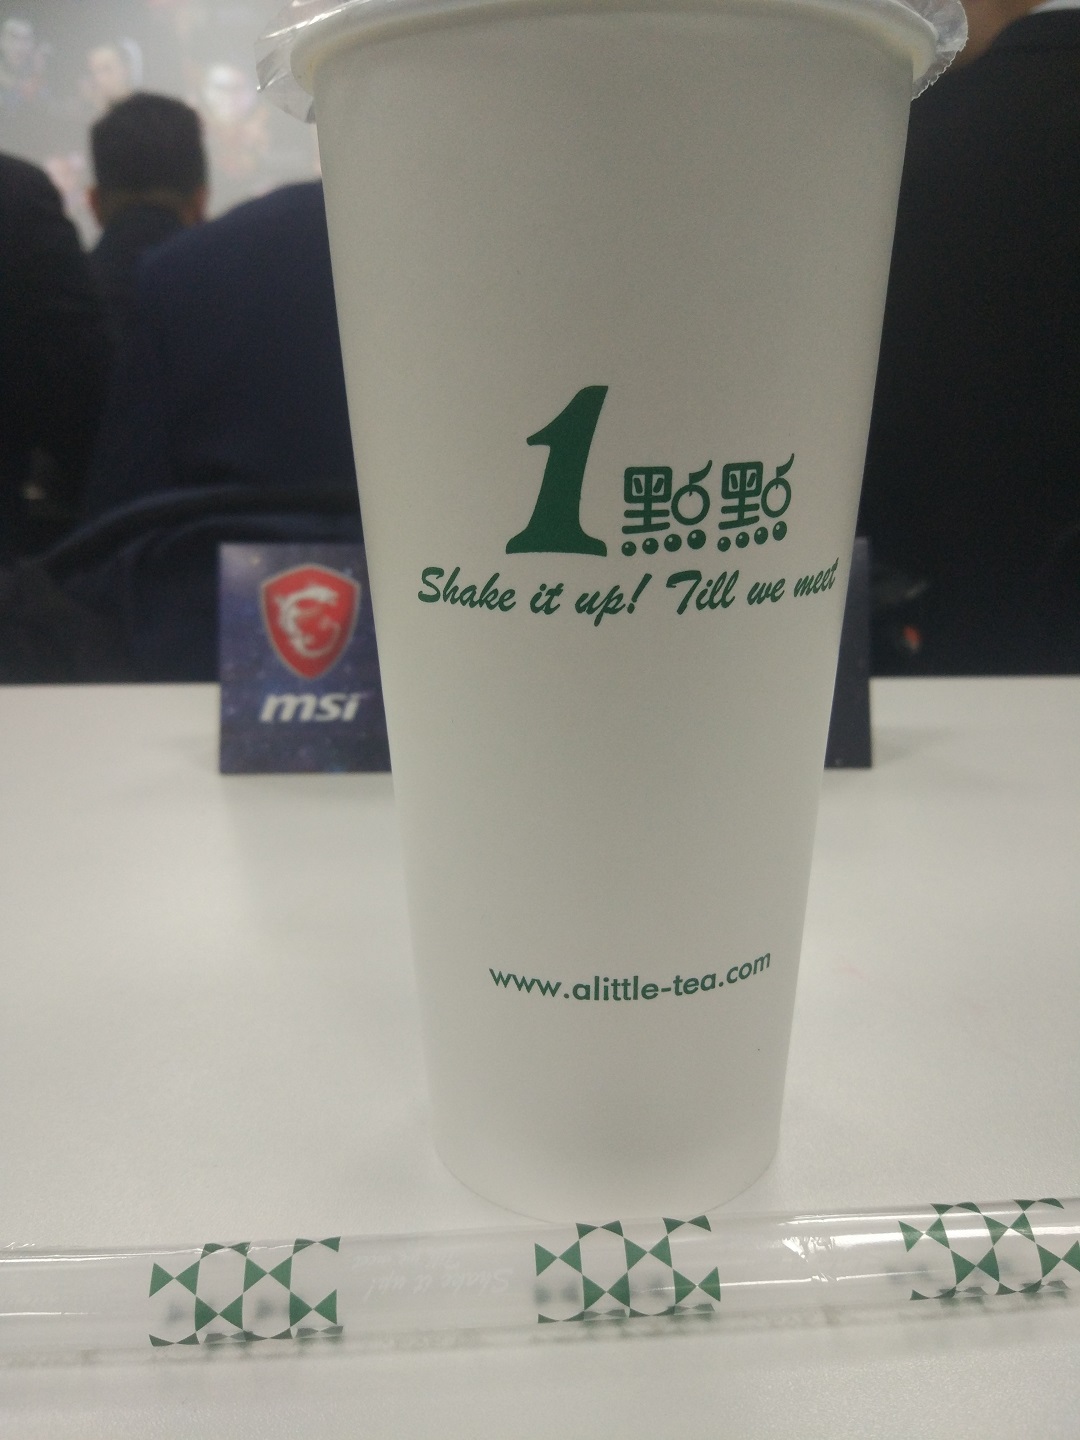 1點點
Shake it up! Till we meet
msi
www.alittle-tea.com